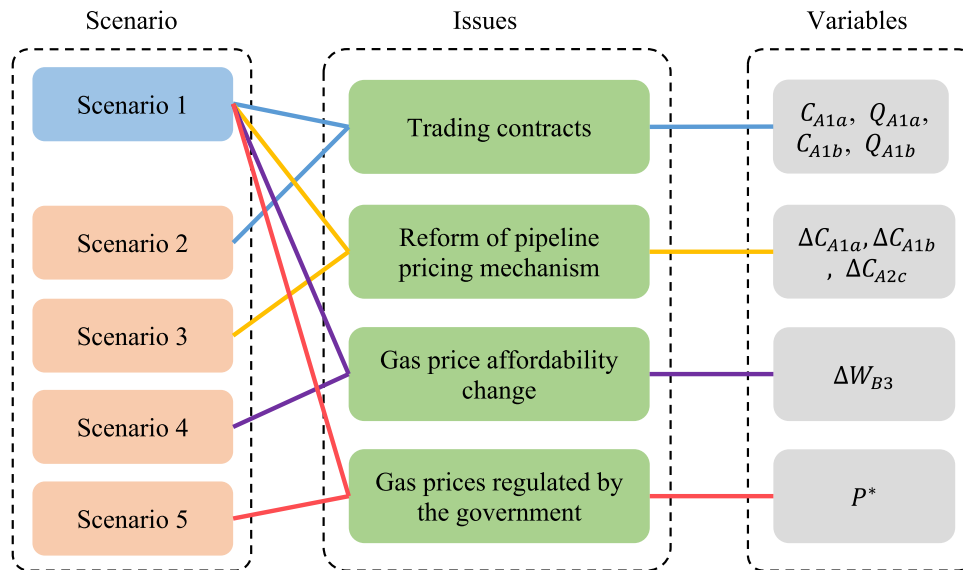 Scenario
Issues
Variables
Scenario 1
Scenario 2
Scenario 3
Scenario 4
Scenario 5
Trading contracts
Reform of pipeline
pricing mechanism
Gas price affordability
change
Gas prices regulated by
the government
C_{A1a}, Q_{A1a},
C_{A1b}, Q_{A1b}
ΔC_{A1a}, ΔC_{A1b}
, ΔC_{A2c}
ΔW_{B3}
P*